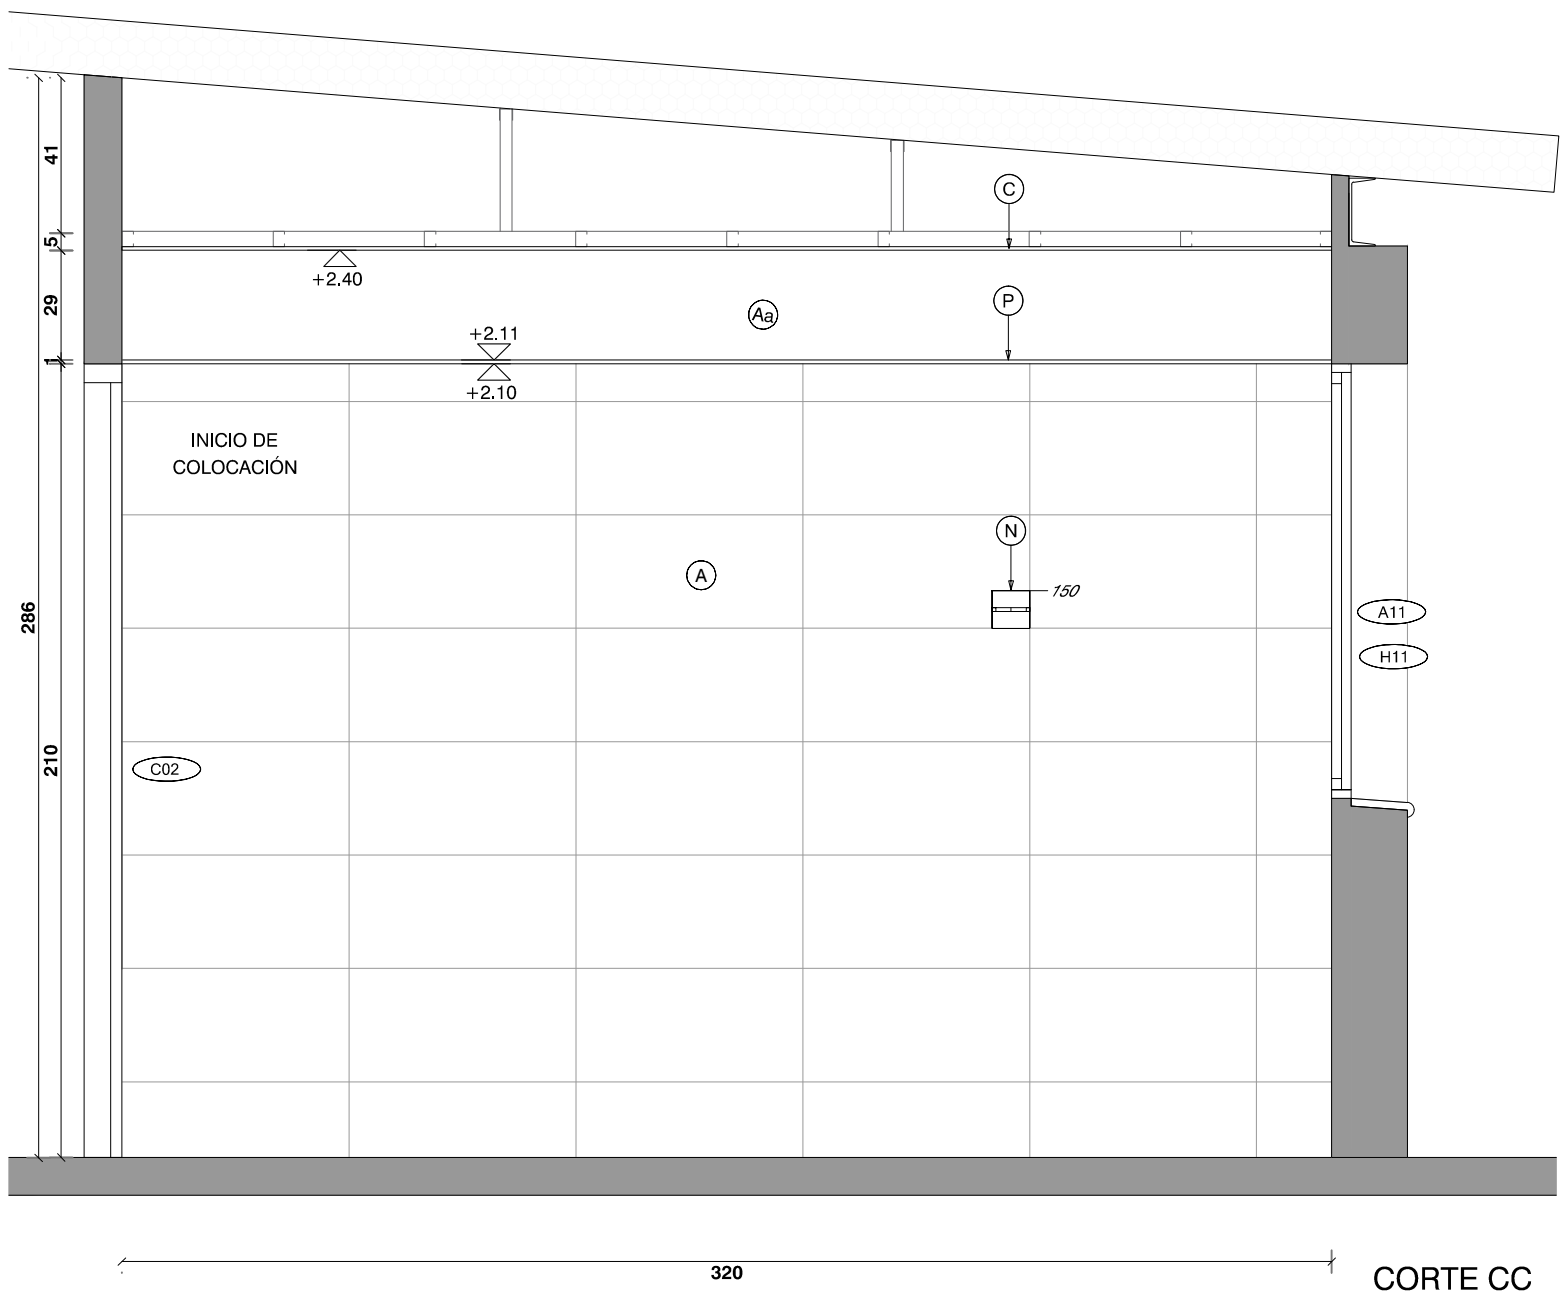 41
C
5
+2.40
29
P
Aa
+2.11
1
+2.10
INICIO DE
COLOCACIÓN
N
A
150
286
A11
H11
210
C02
320
CORTE CC